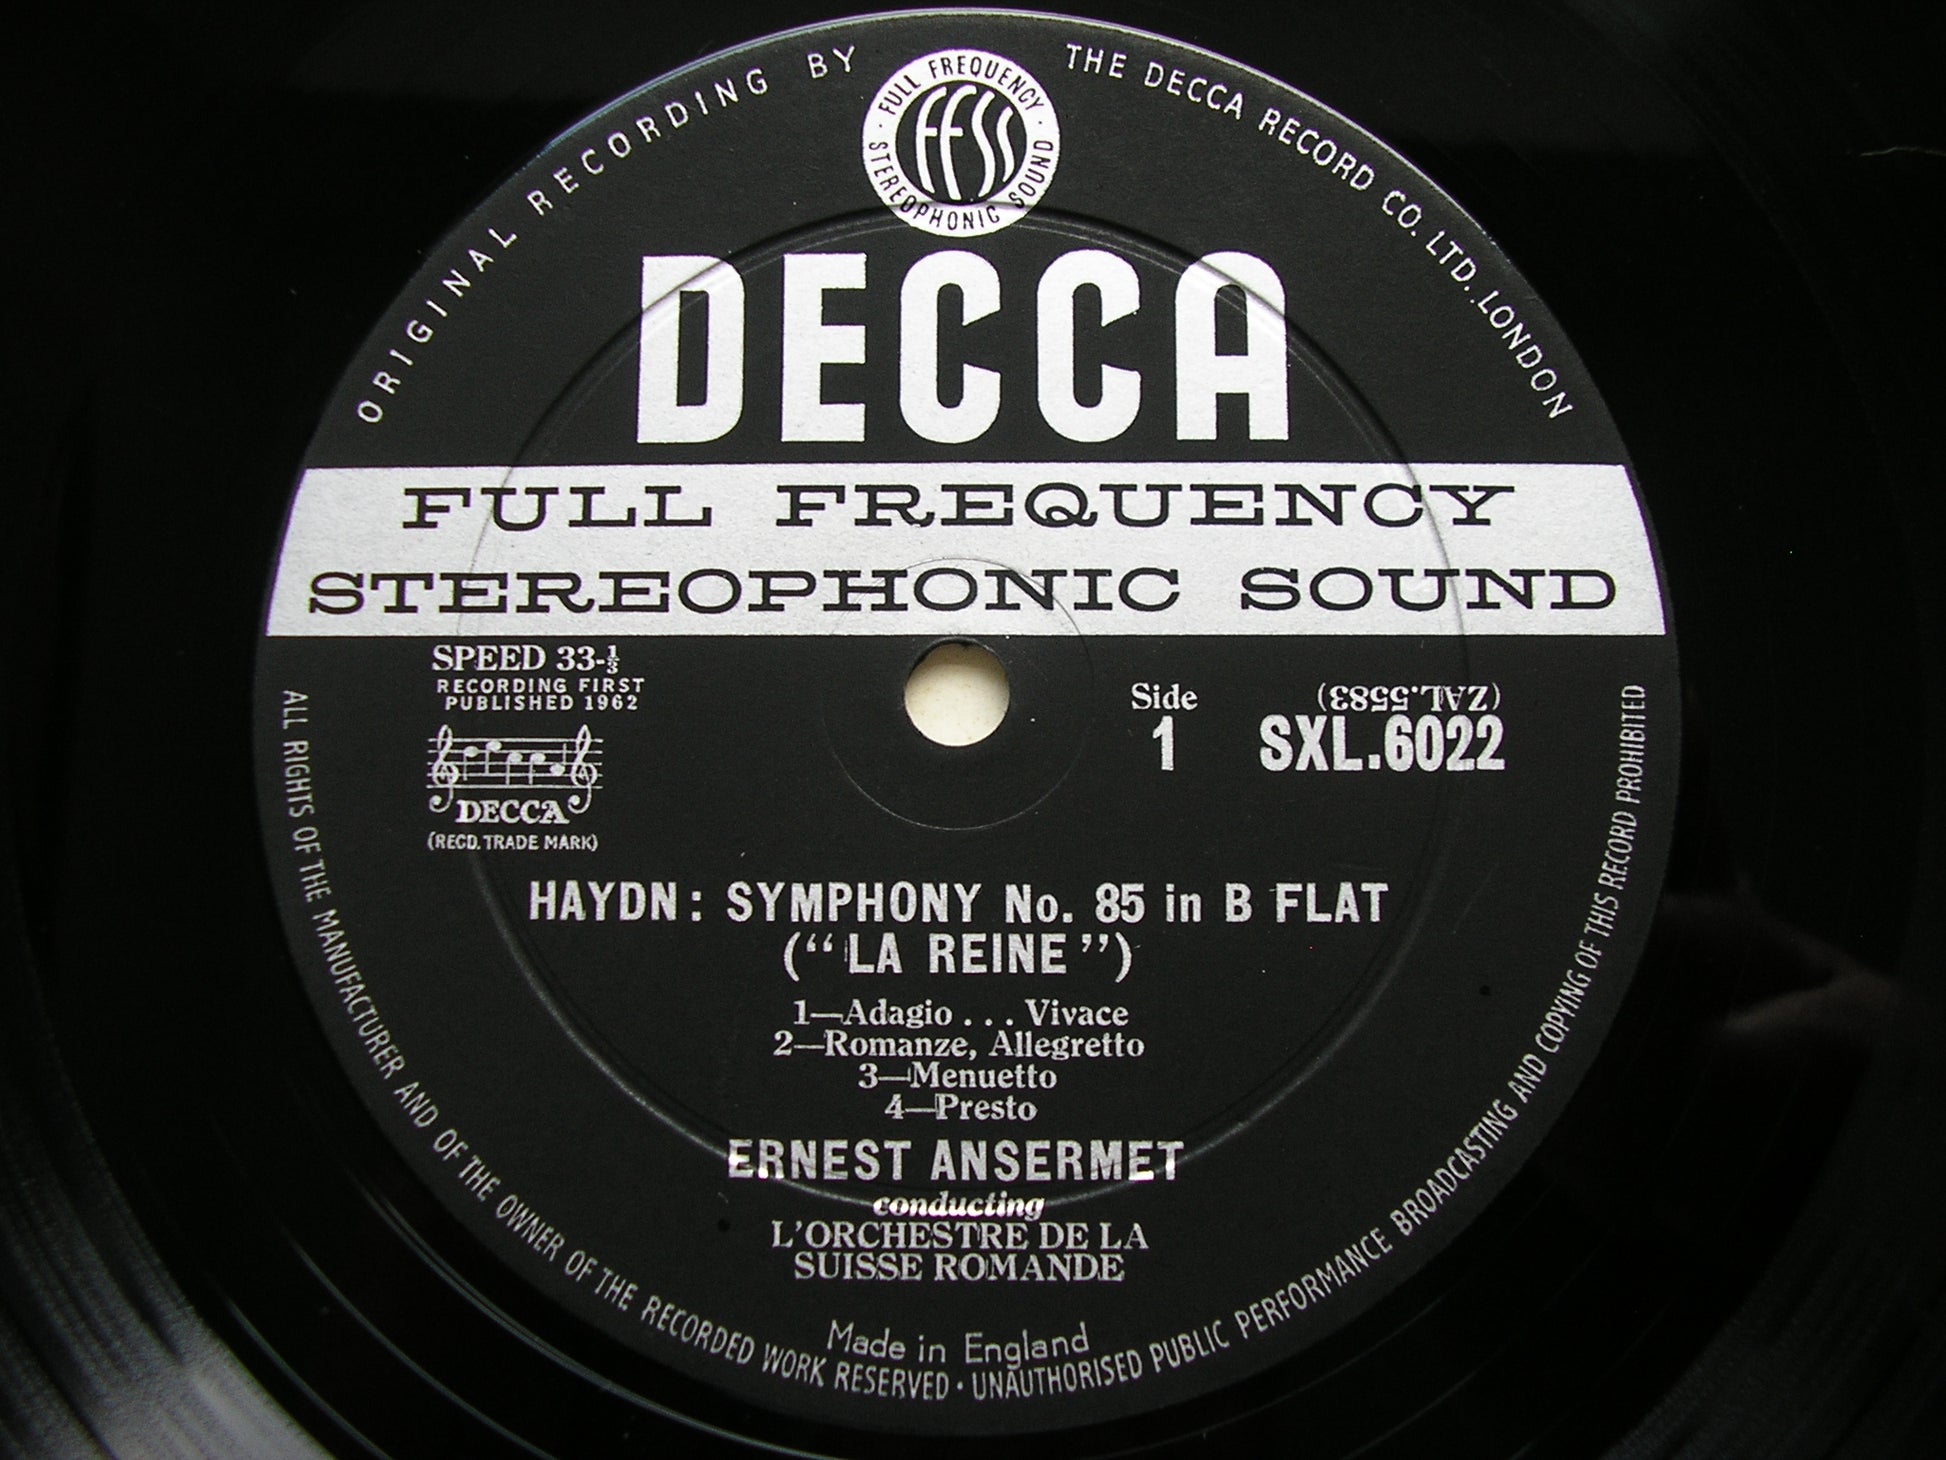 ORIGINAL RECORDING BY THE DECCA RECORD CO. LTD. LONDON
· FULL FREQUENCY · STEREOPHONIC SOUND
FFSS
DECCA
FULL FREQUENCY
STEREOPHONIC SOUND
SPEED 33-⅓
RECORDING FIRST
PUBLISHED 1962
DECCA
(RECD. TRADE MARK)
Side
1
(ZAL.5583)
SXL.6022
HAYDN: SYMPHONY No. 85 in B FLAT
(“LA REINE”)
1—Adagio . . . Vivace
2—Romanze, Allegretto
3—Menuetto
4—Presto
ERNEST ANSERMET
conducting
L'ORCHESTRE DE LA
SUISSE ROMANDE
Made in England
ALL RIGHTS OF THE MANUFACTURER AND OF THE OWNER OF THE RECORDED WORK RESERVED · UNAUTHORISED PUBLIC PERFORMANCE BROADCASTING AND COPYING OF THIS RECORD PROHIBITED